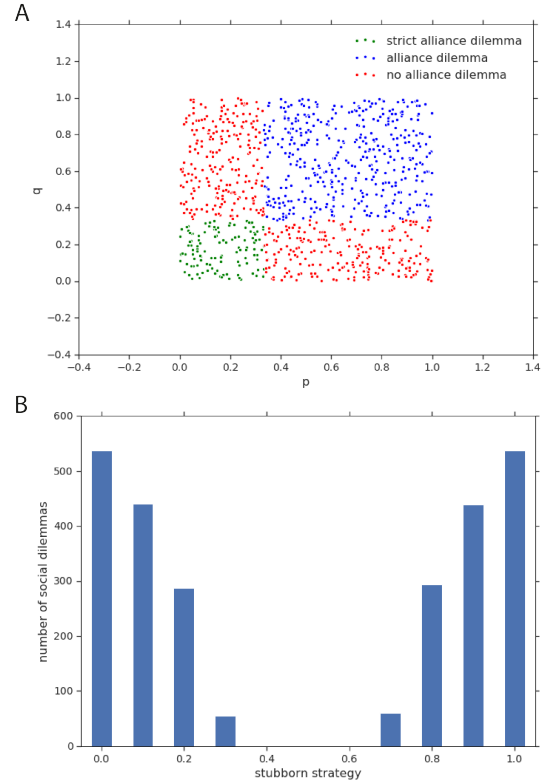 A
1.4
1.2
1.0
0.8
0.6
0.4
0.2
0.0
−0.2
−0.4
q
strict alliance dilemma
alliance dilemma
no alliance dilemma
−0.4 −0.2 0.0 0.2 0.4 0.6 0.8 1.0 1.2 1.4
p
B
600
500
400
300
200
100
0
number of social dilemmas
0.0 0.2 0.4 0.6 0.8 1.0
stubborn strategy